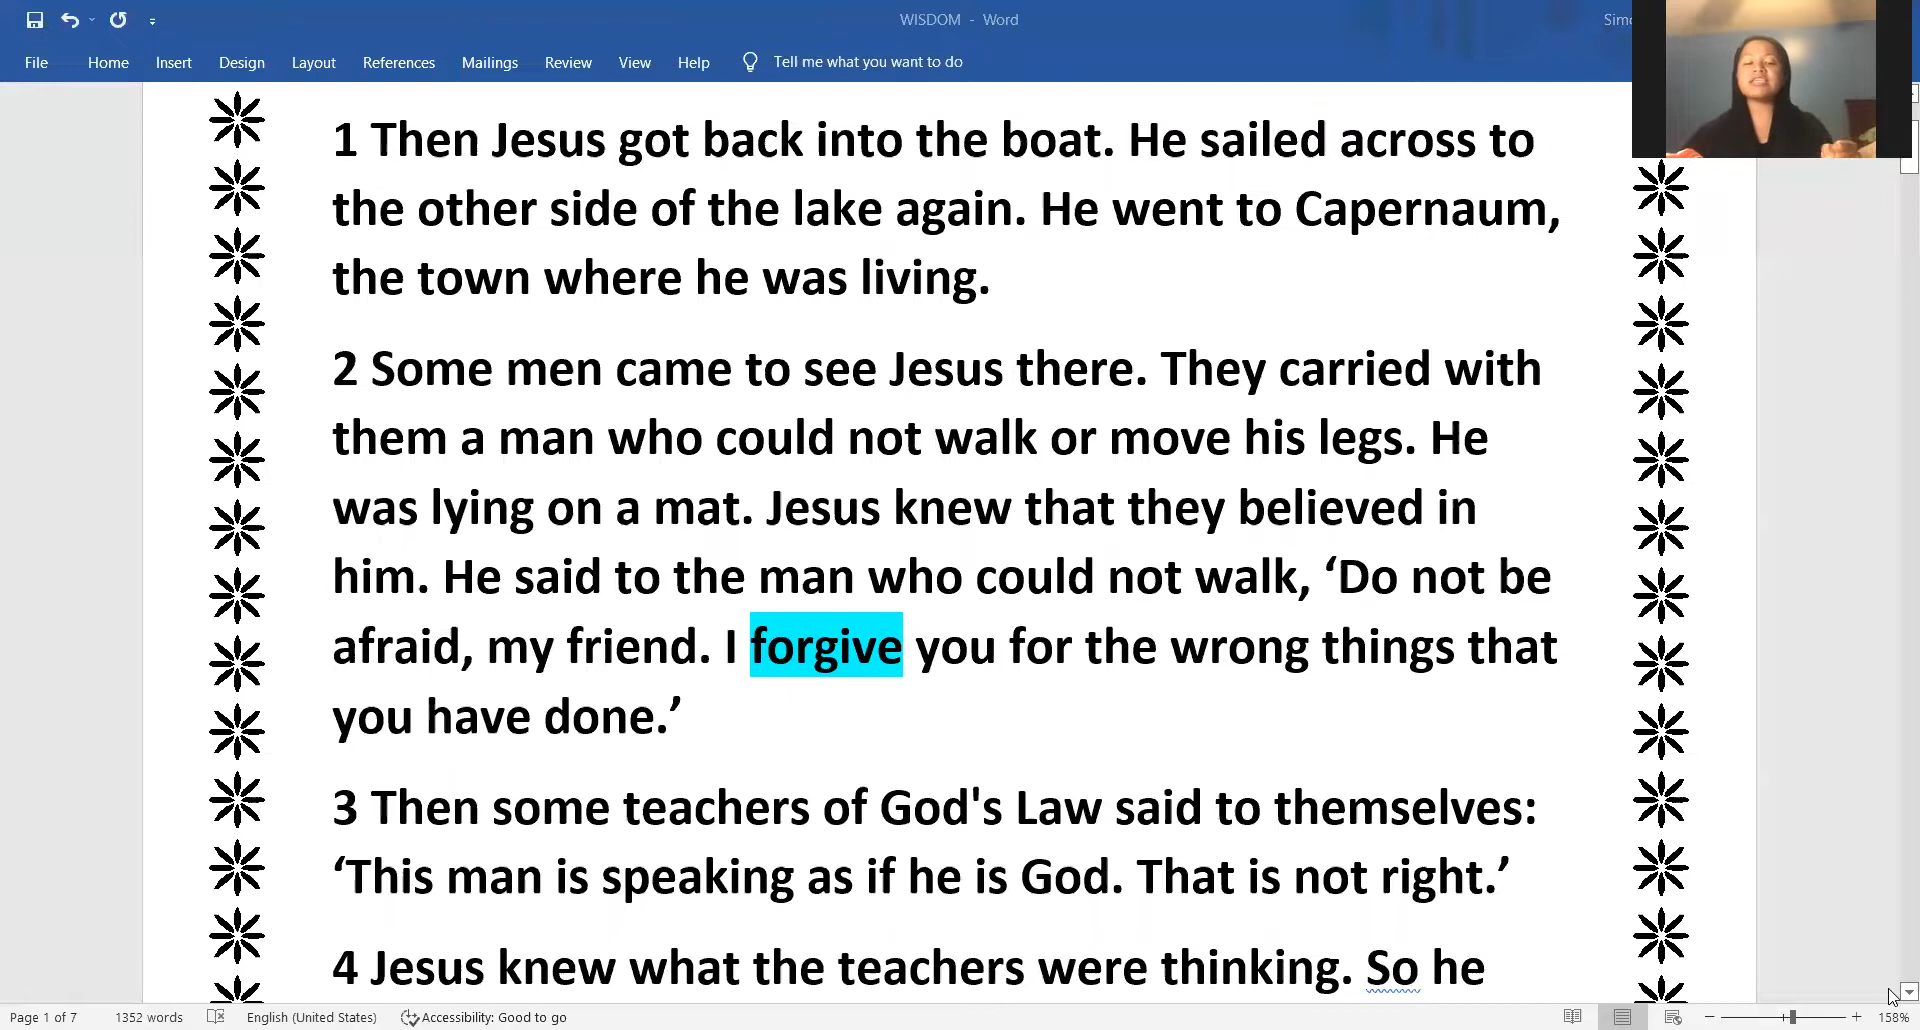 WISDOM - Word
File Home Insert Design Layout References Mailings Review View Help Tell me what you want to do
1 Then Jesus got back into the boat. He sailed across to
the other side of the lake again. He went to Capernaum,
the town where he was living.
2 Some men came to see Jesus there. They carried with
them a man who could not walk or move his legs. He
was lying on a mat. Jesus knew that they believed in
him. He said to the man who could not walk, ‘Do not be
afraid, my friend. I forgive you for the wrong things that
you have done.’
3 Then some teachers of God's Law said to themselves:
‘This man is speaking as if he is God. That is not right.’
4 Jesus knew what the teachers were thinking. So he
Page 1 of 7 1352 words English (United States) Accessibility: Good to go 158%